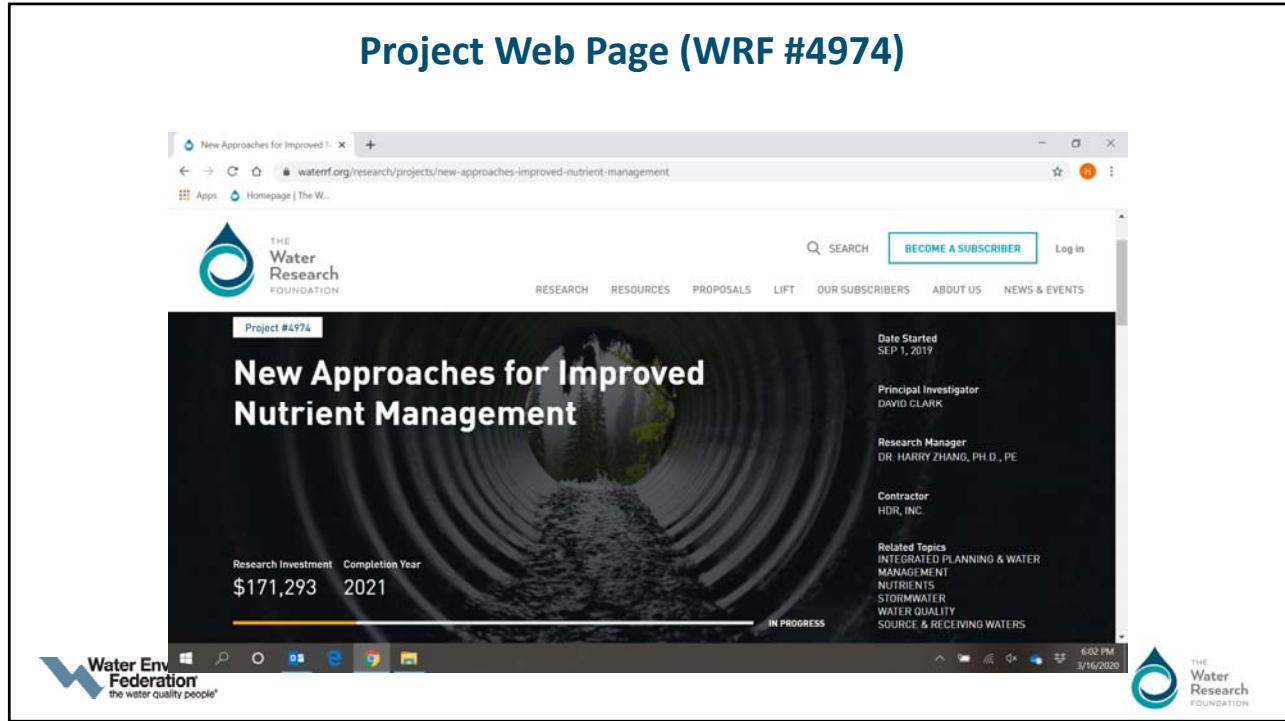 Project Web Page (WRF #4974)
New Approaches for Improved N
waterrf.org/research/projects/new-approaches-improved-nutrient-management
H
Apps Homepage | The W...
THE
Water
Research
FOUNDATION
SEARCH BECOME A SUBSCRIBER Log in
RESEARCH RESOURCES PROPOSALS LIFT OUR SUBSCRIBERS ABOUT US NEWS & EVENTS
Project #4974
New Approaches for Improved
Nutrient Management
Research Investment Completion Year
$171,293 2021
IN PROGRESS
Date Started
SEP 1, 2019
Principal Investigator
DAVID CLARK
Research Manager
DR. HARRY ZHANG, PH.D., PE
Contractor
HDR, INC.
Related Topics
INTEGRATED PLANNING & WATER
MANAGEMENT
NUTRIENTS
STORMWATER
WATER QUALITY
SOURCE & RECEIVING WATERS
6:02 PM
3/16/2020
Water Env
Federation
the water quality people®
THE
Water
Research
FOUNDATION